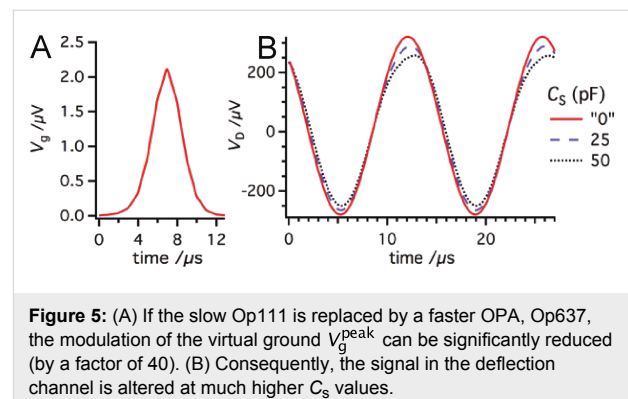 A
B
2.5
2.0
1.5
1.0
0.5
0.0
Vg /µV
0
4
8
12
time /µs
200
0
-200
VD /µV
0
10
20
time /µs
CS (pF)
"0"
25
50
Figure 5: (A) If the slow Op111 is replaced by a faster OPA, Op637,
the modulation of the virtual ground Vg^peak can be significantly reduced
(by a factor of 40). (B) Consequently, the signal in the deflection
channel is altered at much higher Cs values.